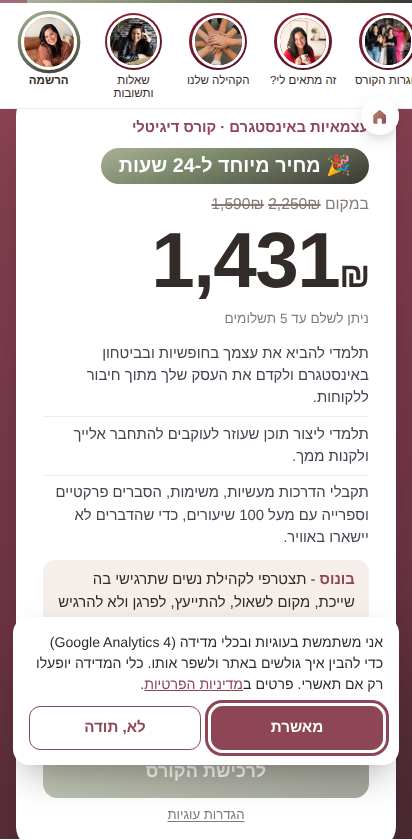 הרשמה
שאלות
ותשובות
הקהילה שלנו
זה מתאים לי?
גרות הקורס
עצמאיות באינסטגרם · קורס דיגיטלי
🎉 מחיר מיוחד ל-24 שעות
במקום 2,250₪ 1,590₪
1,431₪
ניתן לשלם עד 5 תשלומים
תלמדי להביא את עצמך בחופשיות ובביטחון
באינסטגרם ולקדם את העסק שלך מתוך חיבור
ללקוחות.
תלמדי ליצור תוכן שעוזר לעוקבים להתחבר אלייך
ולקנות ממך.
תקבלי הדרכות מעשיות, משימות, הסברים פרקטיים
וספרייה עם מעל 100 שיעורים, כדי שהדברים לא
יישארו באוויר.
בונוס - תצטרפי לקהילת נשים שתרגישי בה
שייכת, מקום לשאול, להתייעץ, לפרגן ולא להרגיש
אני משתמשת בעוגיות ובכלי מדידה (Google Analytics 4)
כדי להבין איך גולשים באתר ולשפר אותו. כלי המדידה יופעלו
רק אם תאשרי. פרטים במדיניות הפרטיות.
מאשרת
לא, תודה
לרכישת הקורס
הגדרות עוגיות